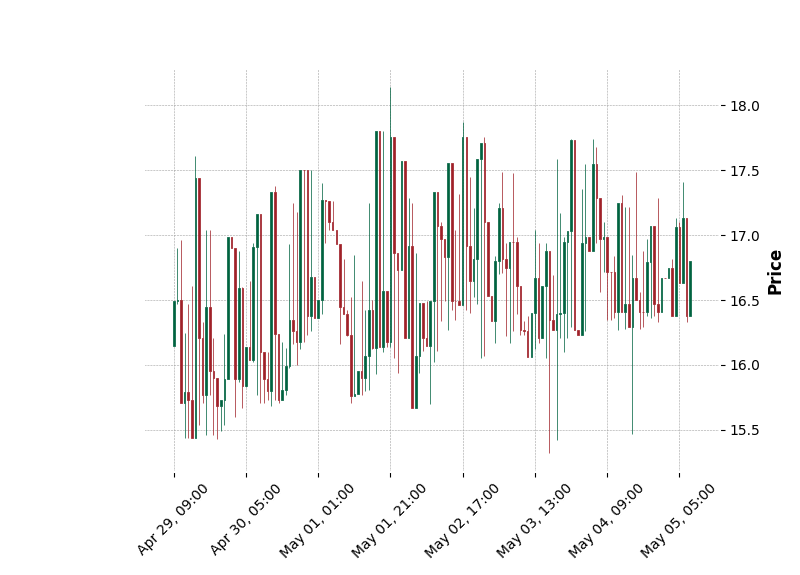 18.0
17.5
17.0
16.5
16.0
15.5
Price
Apr 29, 09:00
Apr 30, 05:00
May 01, 01:00
May 01, 21:00
May 02, 17:00
May 03, 13:00
May 04, 09:00
May 05, 05:00